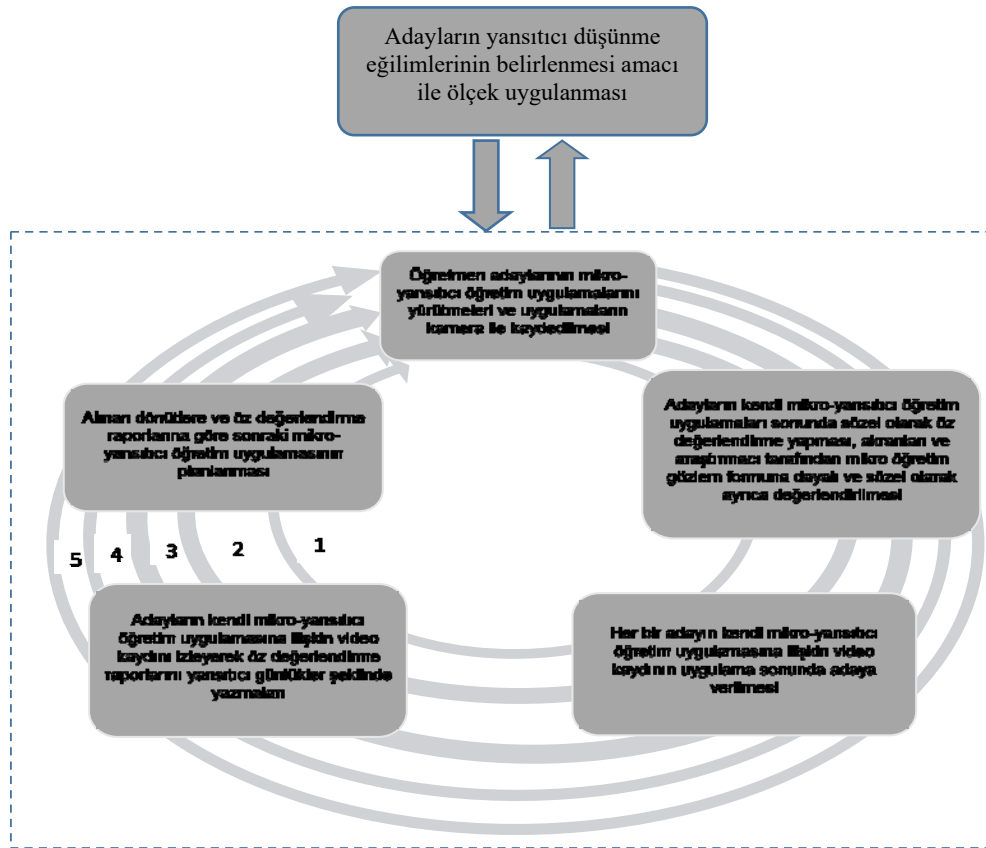 Adayların yansıtıcı düşünme
eğilimlerinin belirlenmesi amacı
ile ölçek uygulanması
Öğretmen adaylarının mikro-
yansıtıcı öğretim uygulamalarını
yürütmeleri ve uygulamaların
kamera ile kaydedilmesi
Adayların kendi mikro-yansıtıcı öğretim
uygulamaları sonunda sözel olarak öz
değerlendirme yapması, akranları ve
araştırmacı tarafından mikro öğretim
gözlem formuna dayalı ve sözel olarak
ayrıca değerlendirilmesi
Her bir adayın kendi mikro-yansıtıcı
öğretim uygulamasına ilişkin video
kaydının uygulama sonunda adaya
verilmesi
Adayların kendi mikro-yansıtıcı
öğretim uygulamasına ilişkin video
kaydını izleyerek öz değerlendirme
raporlarını yansıtıcı günlükler şeklinde
yazmaları
Alınan dönütlere ve öz değerlendirme
raporlarına göre sonraki mikro-
yansıtıcı öğretim uygulamasının
planlanması
5 4 3 2 1